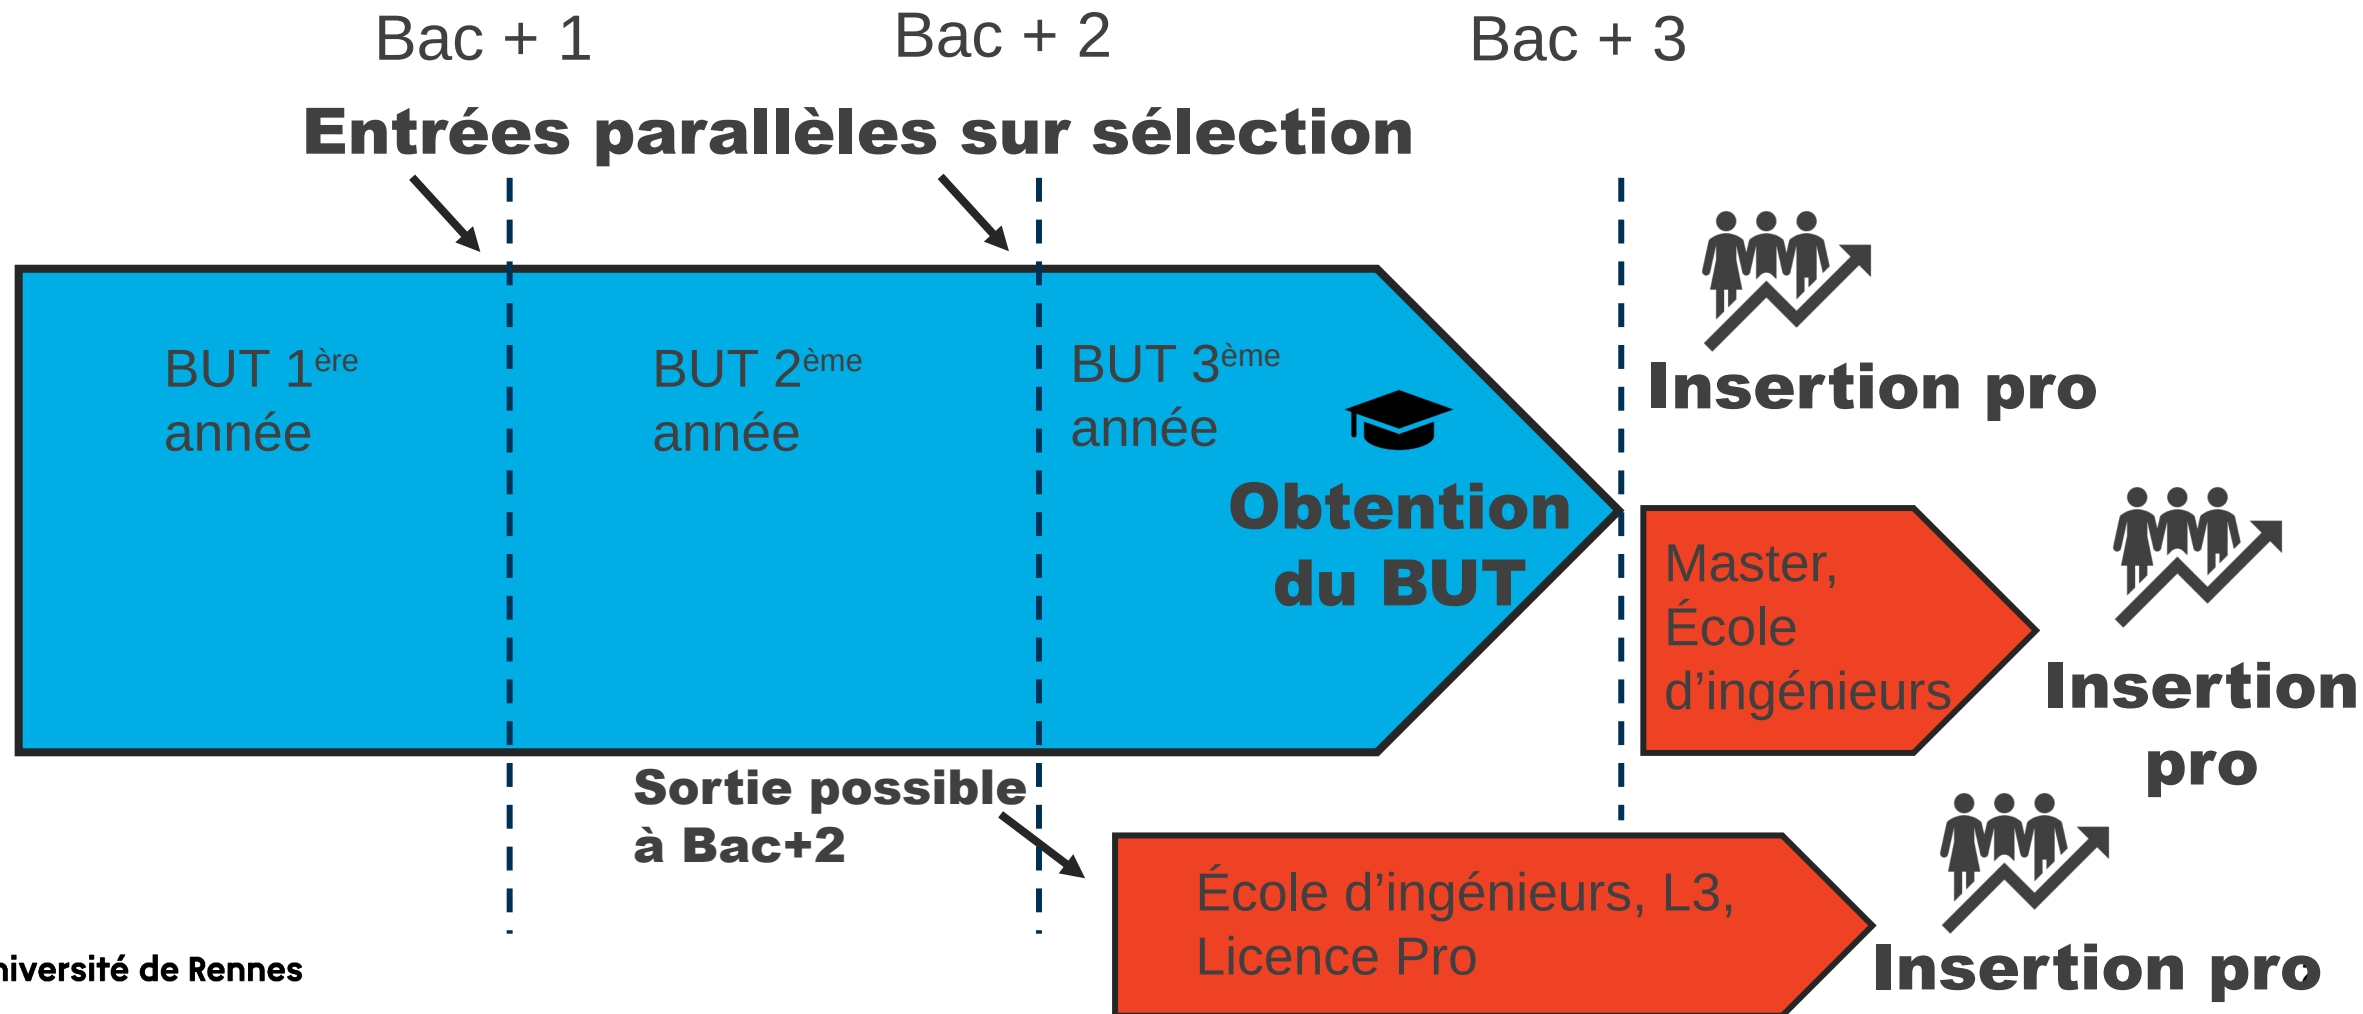 Bac + 1
Bac + 2
Bac + 3
Entrées parallèles sur sélection
BUT 1ère
année
BUT 2ème
année
BUT 3ème
année
Obtention
du BUT
Insertion pro
Master,
École
d’ingénieurs
Insertion
pro
Sortie possible
à Bac+2
École d’ingénieurs, L3,
Licence Pro
Insertion pro
niversité de Rennes